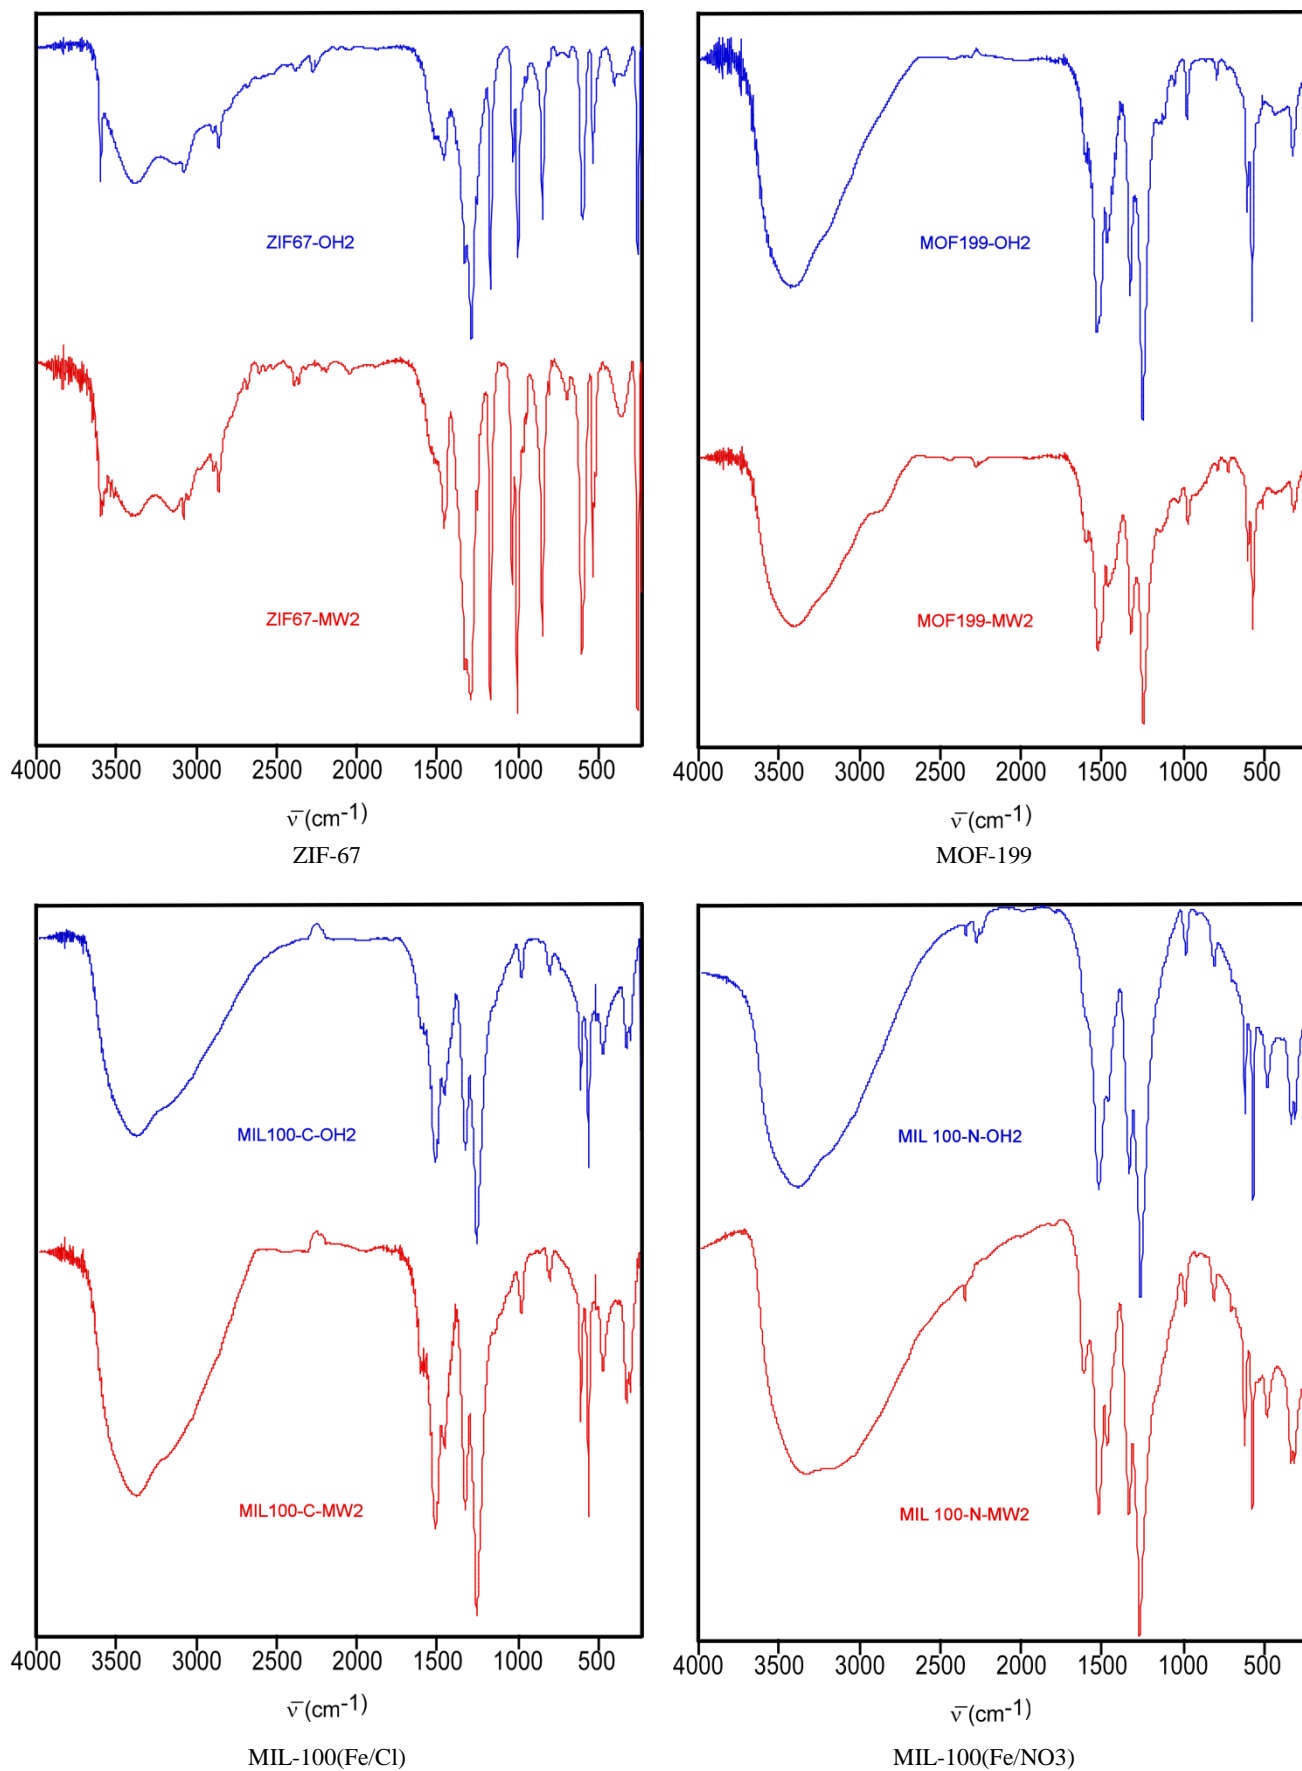 ZIF67-OH2
ZIF67-MW2
4000 3500 3000 2500 2000 1500 1000 500
ν̅ (cm-1)
ZIF-67
MOF199-OH2
MOF199-MW2
4000 3500 3000 2500 2000 1500 1000 500
ν̅ (cm-1)
MOF-199
MIL100-C-OH2
MIL100-C-MW2
4000 3500 3000 2500 2000 1500 1000 500
ν̅ (cm-1)
MIL-100(Fe/Cl)
MIL 100-N-OH2
MIL 100-N-MW2
4000 3500 3000 2500 2000 1500 1000 500
ν̅ (cm-1)
MIL-100(Fe/NO3)